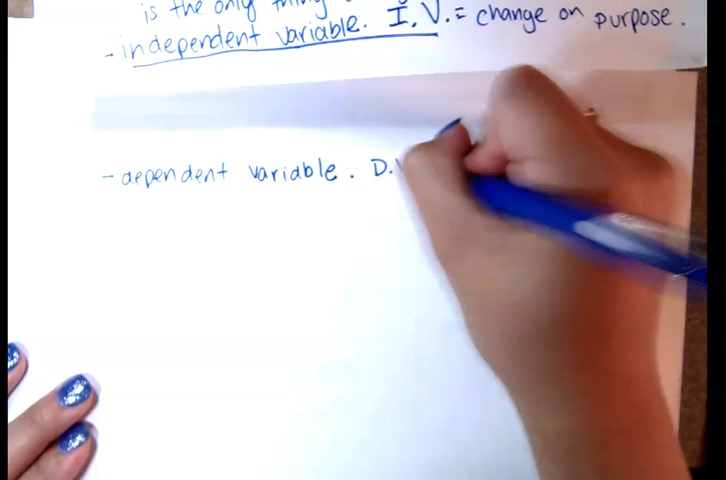 is the only thing
- independent variable. I.V. = change on purpose.
- dependent variable. D.V